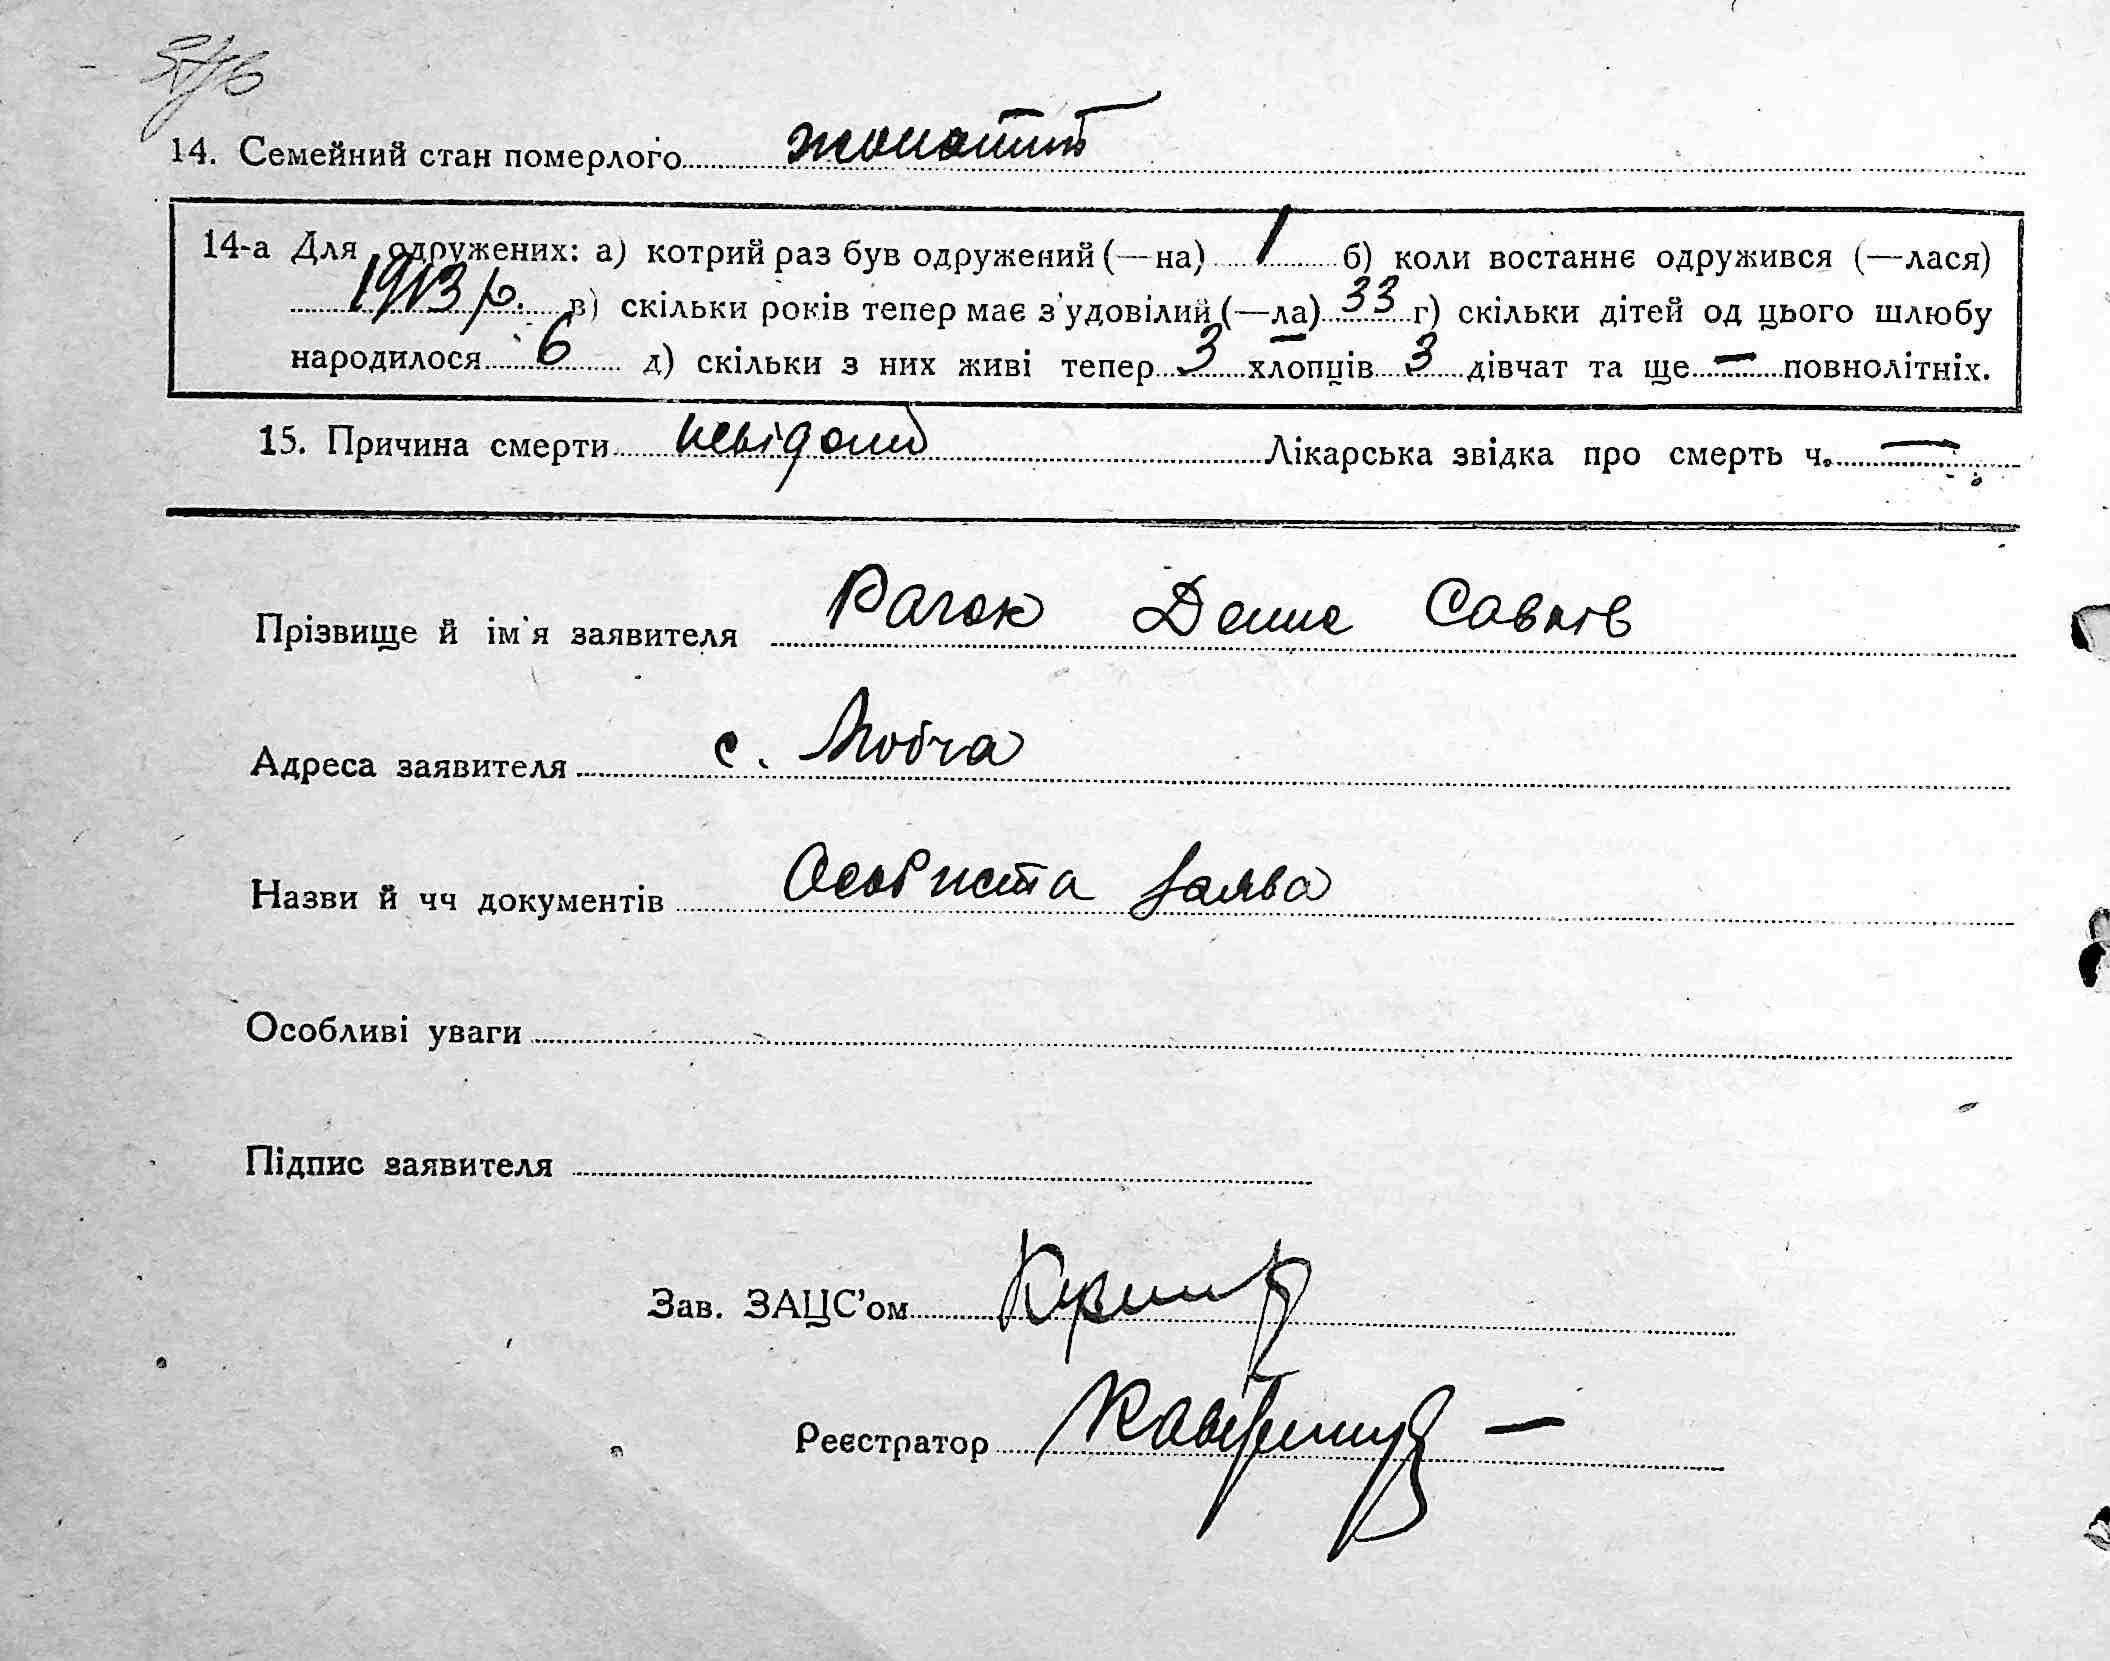 14. Семейний стан померлого жонатий
14-а Для одружених: а) котрий раз був одружений (—на) 1 б) коли востаннє одружився (—лася)
1913 р. в) скільки років тепер має з'удовілий (—ла) 33 г) скільки дітей од цього шлюбу
народилося 6 д) скільки з них живі тепер 3 хлопців 3 дівчат та ще — повнолітніх.
15. Причина смерти невідомо Лікарська звідка про смерть ч. —
Прізвище й ім'я заявителя Рагок Денис Савов
Адреса заявителя с. Любча
Назви й чч документів Особиста заява
Особливі уваги
Підпис заявителя
Зав. ЗАЦС'ом
Реєстратор